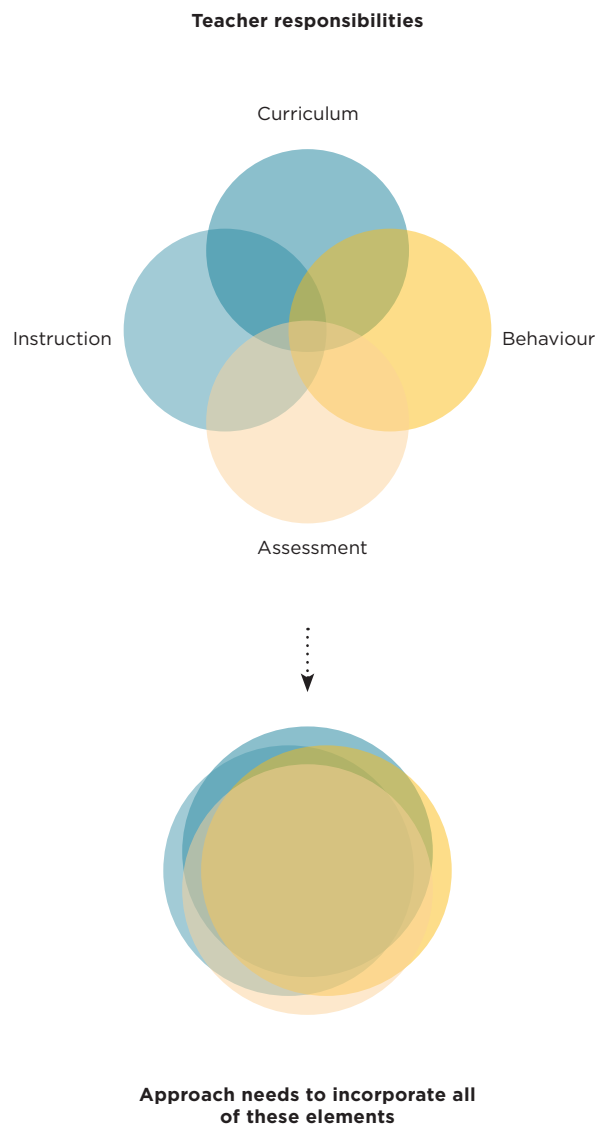 Teacher responsibilities
Curriculum
Instruction
Behaviour
Assessment
Approach needs to incorporate all
of these elements